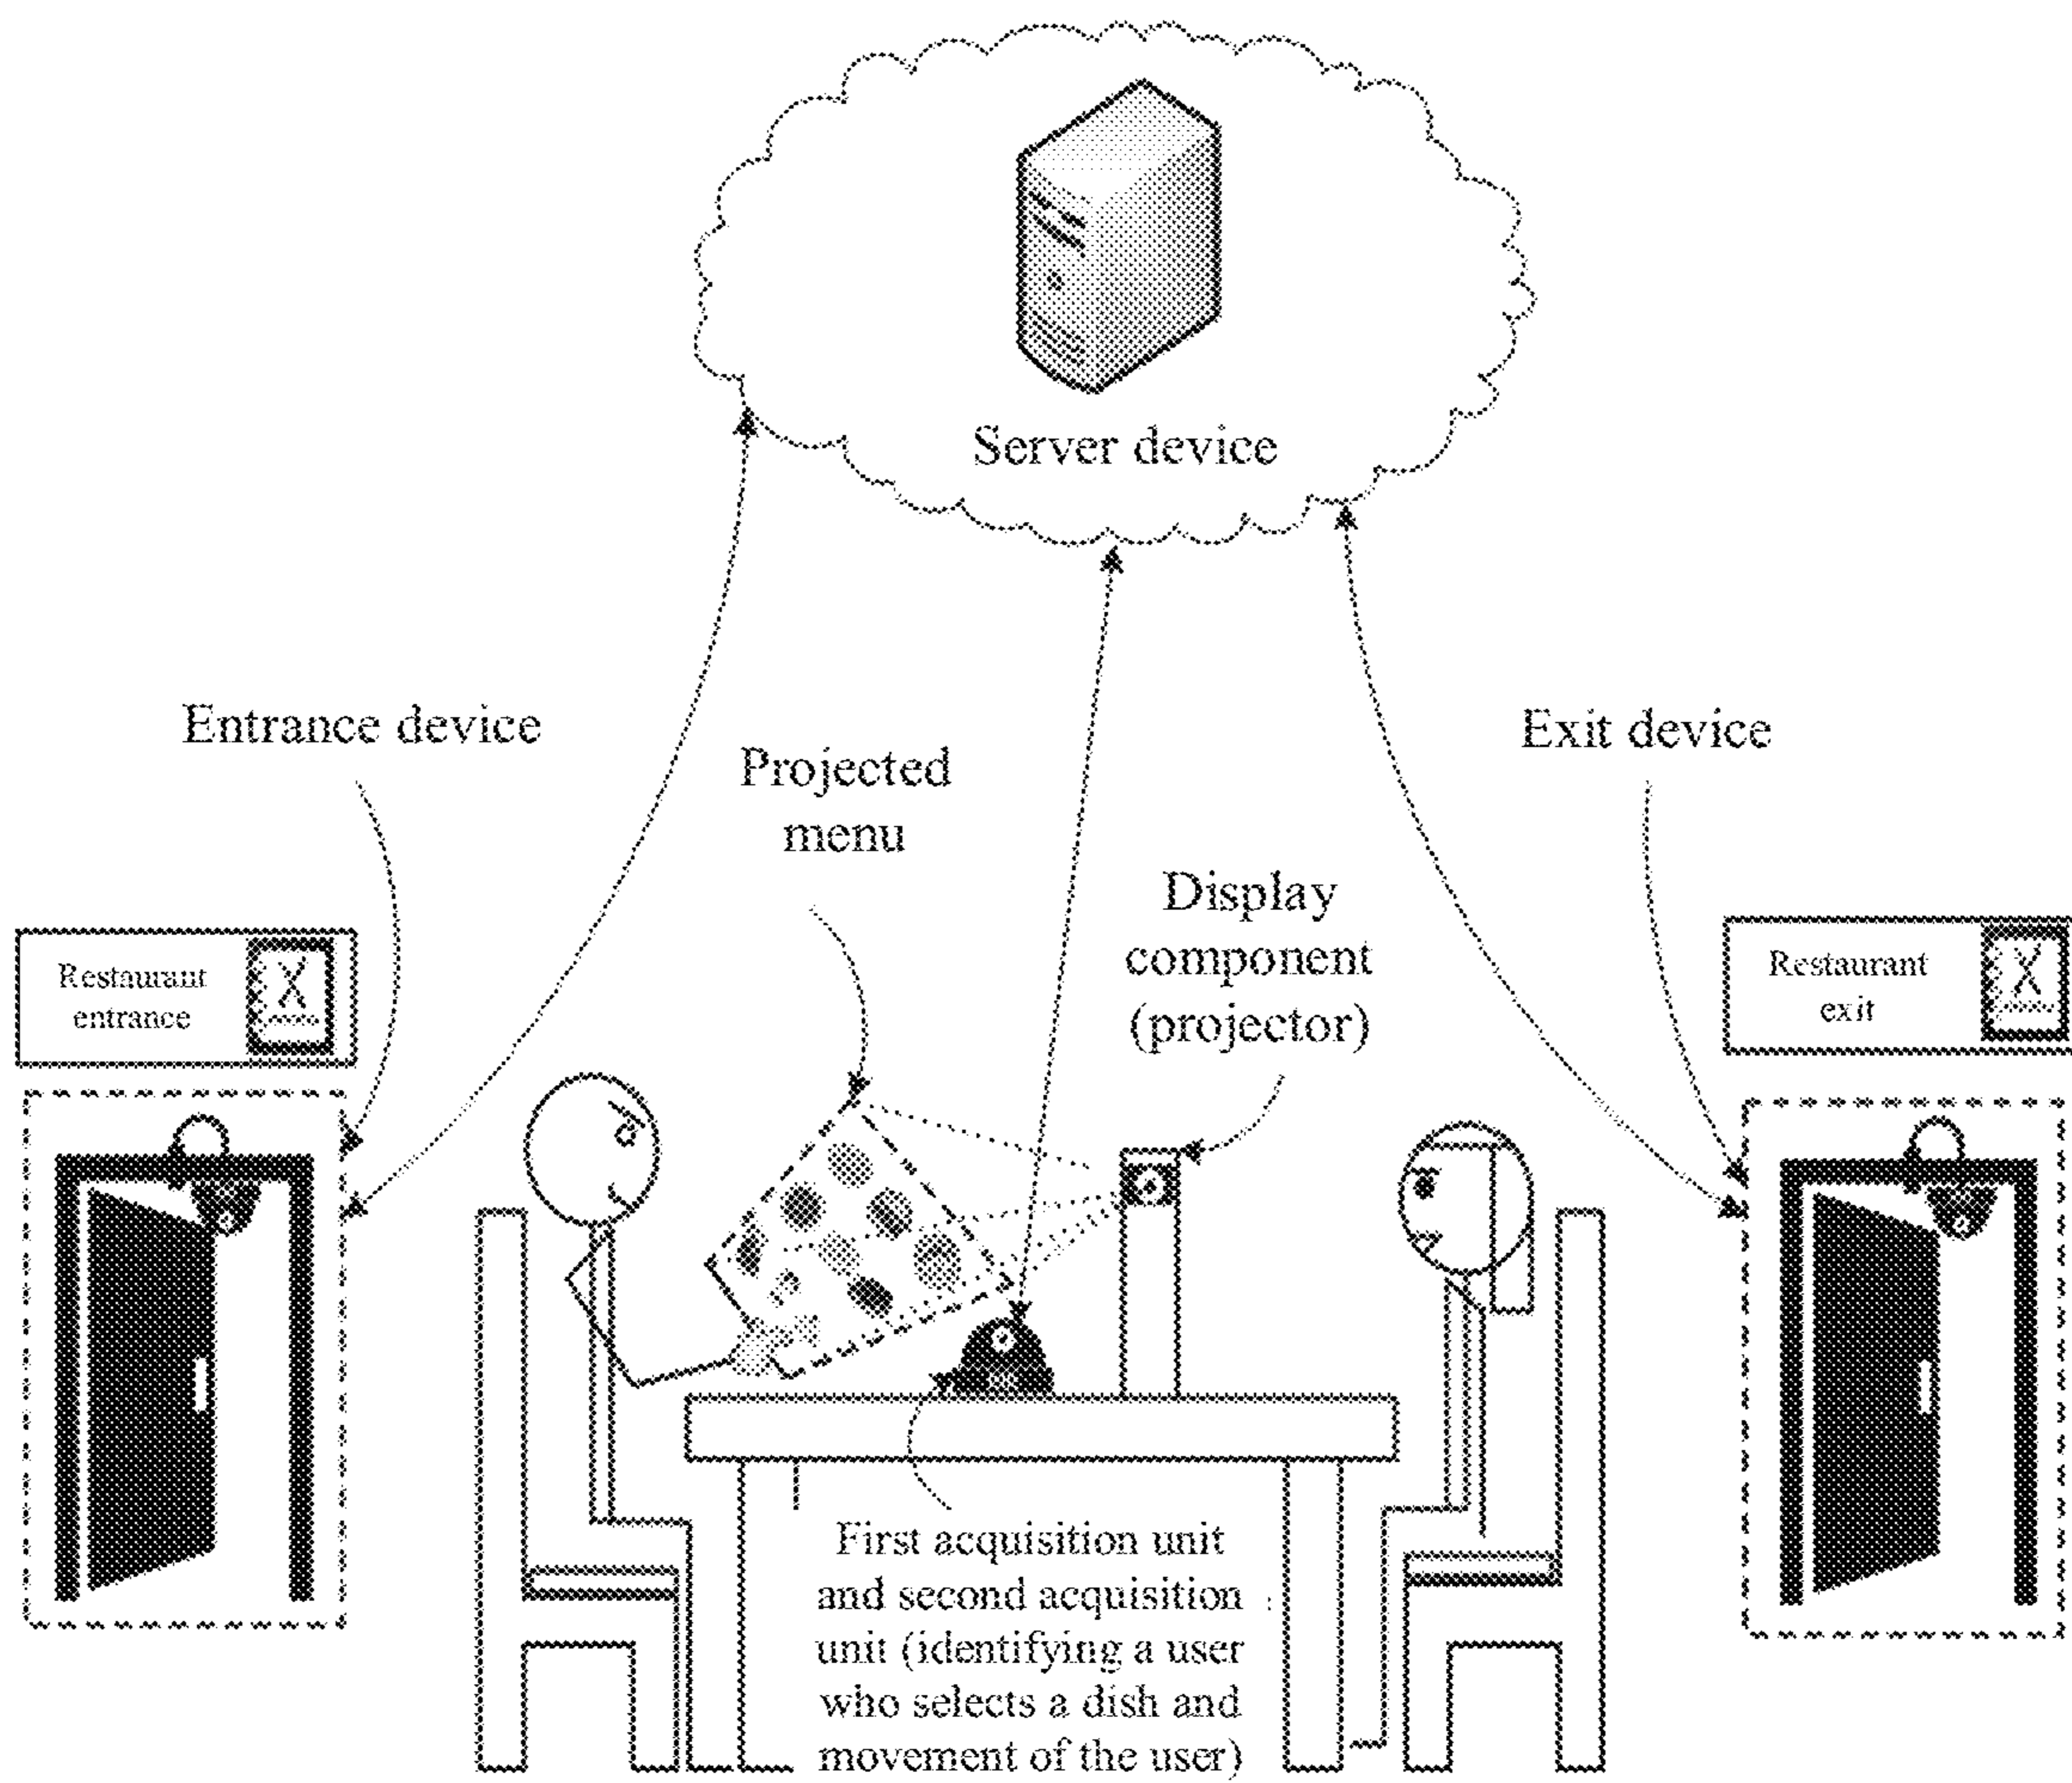 Server device
Entrance device
Exit device
Projected
menu
Display
component
(projector)
Restaurant
entrance
Restaurant
exit
First acquisition unit
and second acquisition
unit (identifying a user
who selects a dish and
movement of the user)